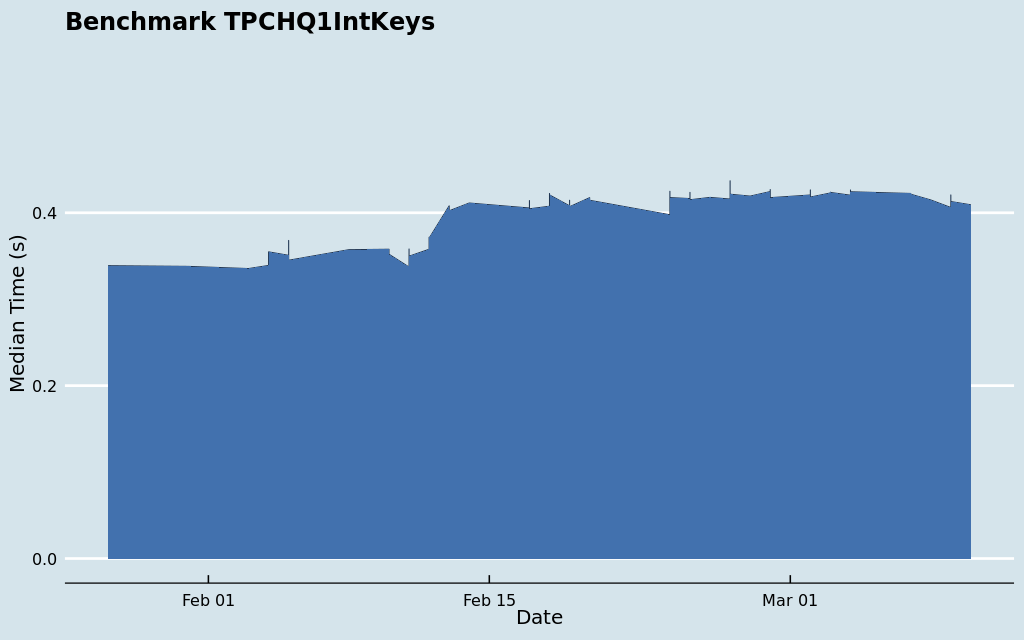 Benchmark TPCHQ1IntKeys
Median Time (s)
0.4
0.2
0.0
Feb 01
Feb 15
Mar 01
Date